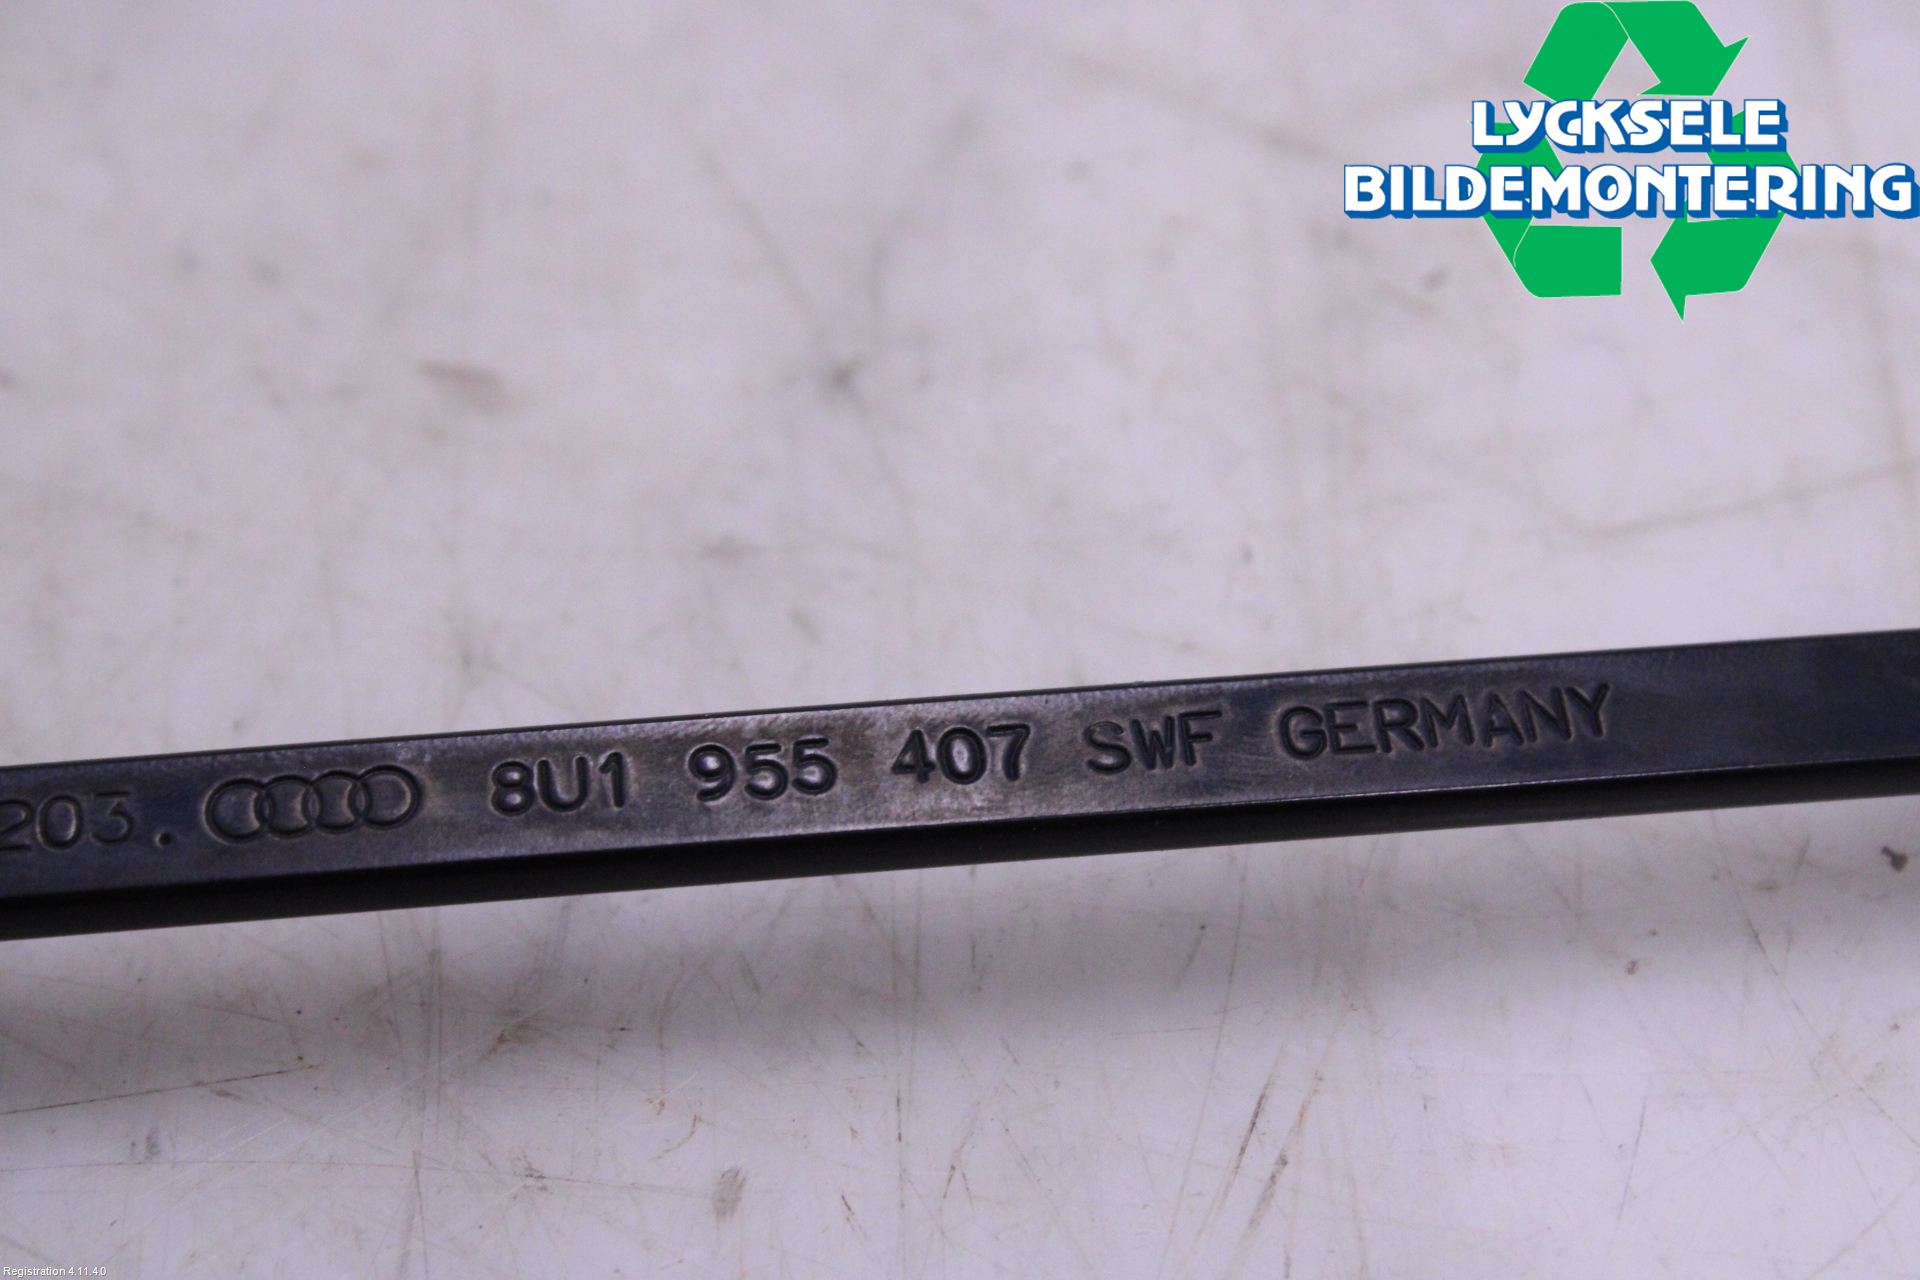 LYCKSELE
BILDEMONTERING
203. 8U1 955 407 SWF GERMANY
Registration 4.11.4.0